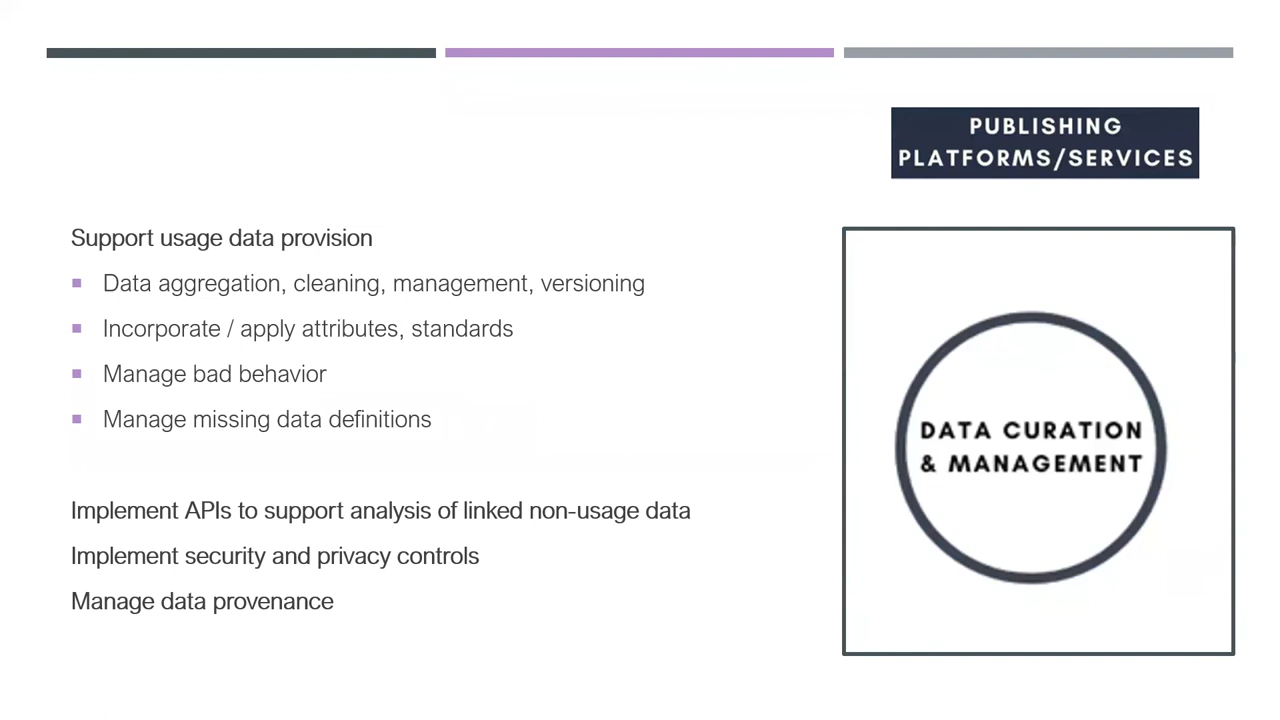 PUBLISHING
PLATFORMS/SERVICES
Support usage data provision
Data aggregation, cleaning, management, versioning
Incorporate / apply attributes, standards
Manage bad behavior
Manage missing data definitions
Implement APIs to support analysis of linked non-usage data
Implement security and privacy controls
Manage data provenance
DATA CURATION
& MANAGEMENT